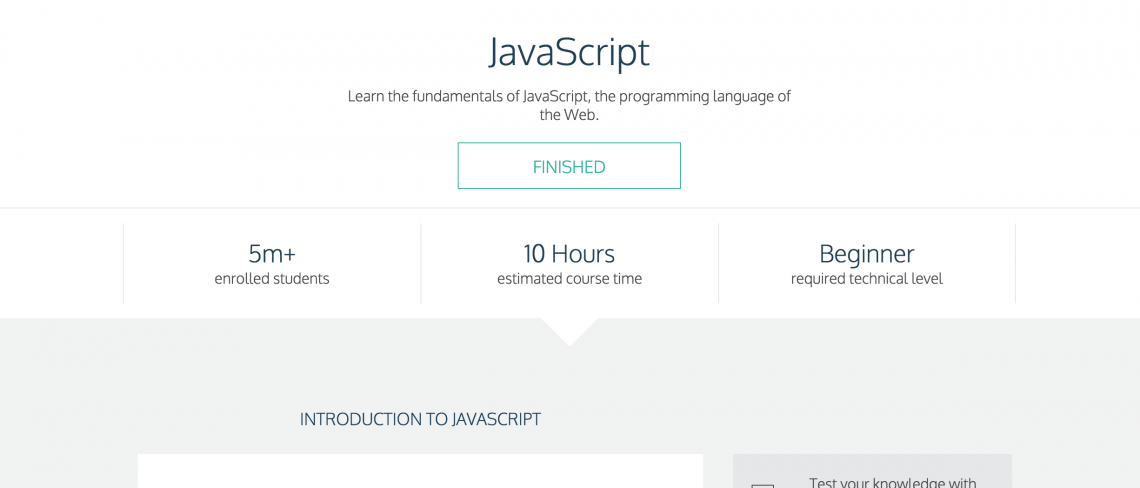 JavaScript
Learn the fundamentals of JavaScript, the programming language of
the Web.
FINISHED
5m+
enrolled students
10 Hours
estimated course time
Beginner
required technical level
INTRODUCTION TO JAVASCRIPT
Test your knowledge with